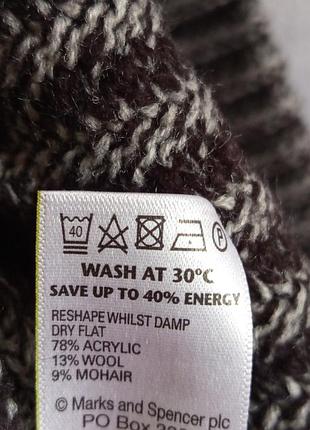 40 P
WASH AT 30°C
SAVE UP TO 40% ENERGY
RESHAPE WHILST DAMP
DRY FLAT
78% ACRYLIC
13% WOOL
9% MOHAIR
© Marks and Spencer plc
PO Box